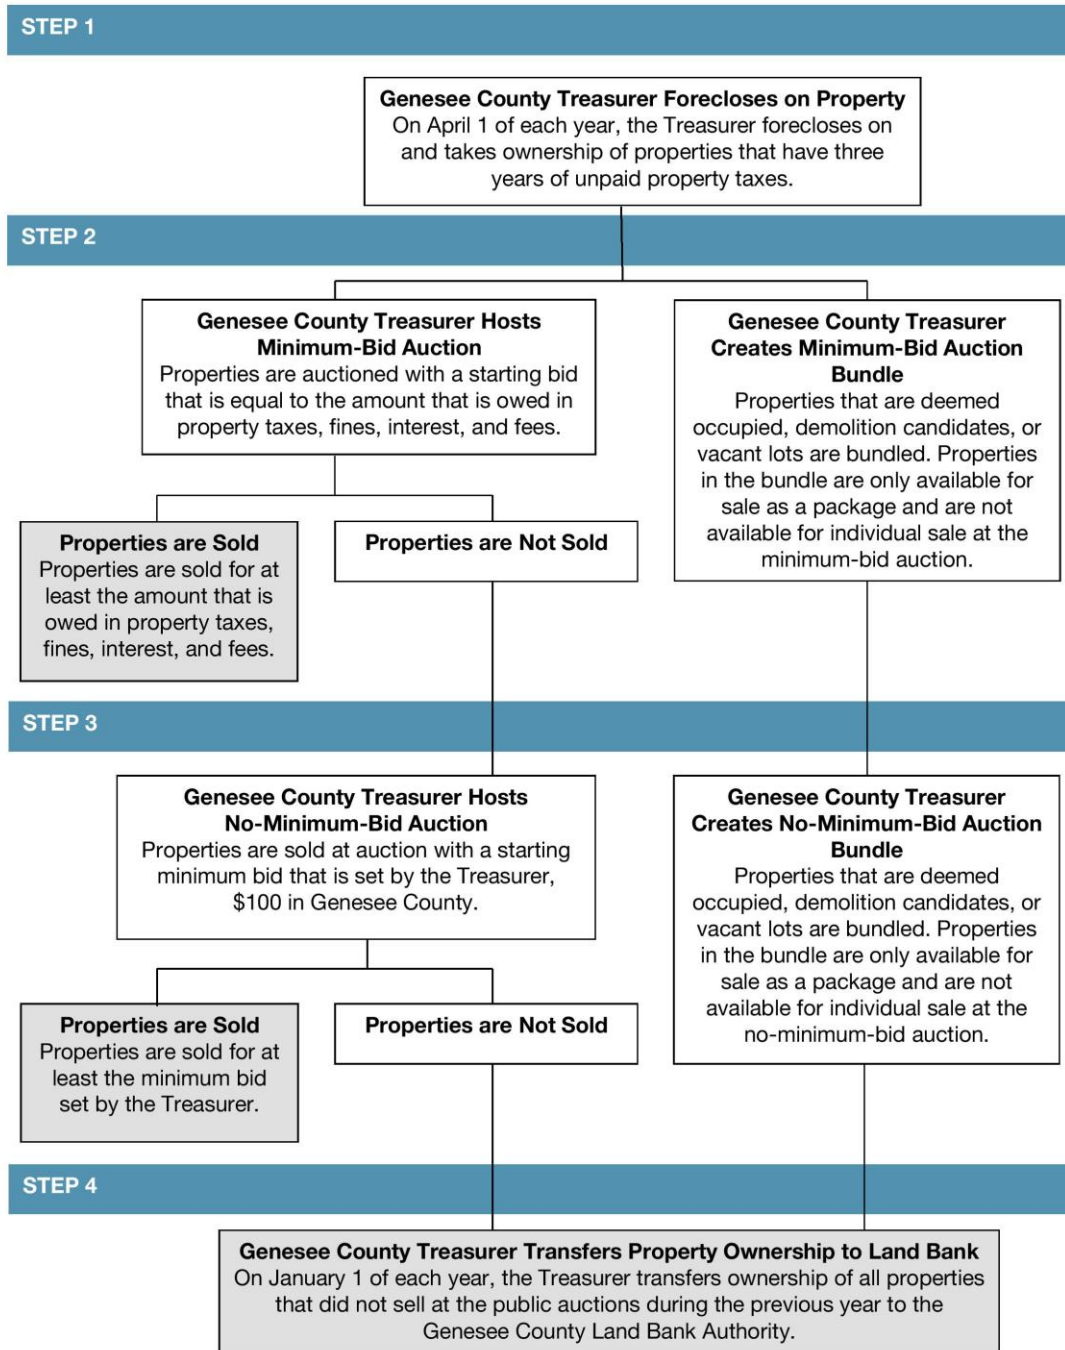 STEP 1
Genesee County Treasurer Forecloses on Property
On April 1 of each year, the Treasurer forecloses on
and takes ownership of properties that have three
years of unpaid property taxes.
STEP 2
Genesee County Treasurer Hosts
Minimum-Bid Auction
Properties are auctioned with a starting bid
that is equal to the amount that is owed in
property taxes, fines, interest, and fees.
Genesee County Treasurer
Creates Minimum-Bid Auction
Bundle
Properties that are deemed
occupied, demolition candidates, or
vacant lots are bundled. Properties
in the bundle are only available for
sale as a package and are not
available for individual sale at the
minimum-bid auction.
Properties are Sold
Properties are sold for at
least the amount that is
owed in property taxes,
fines, interest, and fees.
Properties are Not Sold
STEP 3
Genesee County Treasurer Hosts
No-Minimum-Bid Auction
Properties are sold at auction with a starting
minimum bid that is set by the Treasurer,
$100 in Genesee County.
Genesee County Treasurer
Creates No-Minimum-Bid Auction
Bundle
Properties that are deemed
occupied, demolition candidates, or
vacant lots are bundled. Properties
in the bundle are only available for
sale as a package and are not
available for individual sale at the
no-minimum-bid auction.
Properties are Sold
Properties are sold for at
least the minimum bid
set by the Treasurer.
Properties are Not Sold
STEP 4
Genesee County Treasurer Transfers Property Ownership to Land Bank
On January 1 of each year, the Treasurer transfers ownership of all properties
that did not sell at the public auctions during the previous year to the
Genesee County Land Bank Authority.